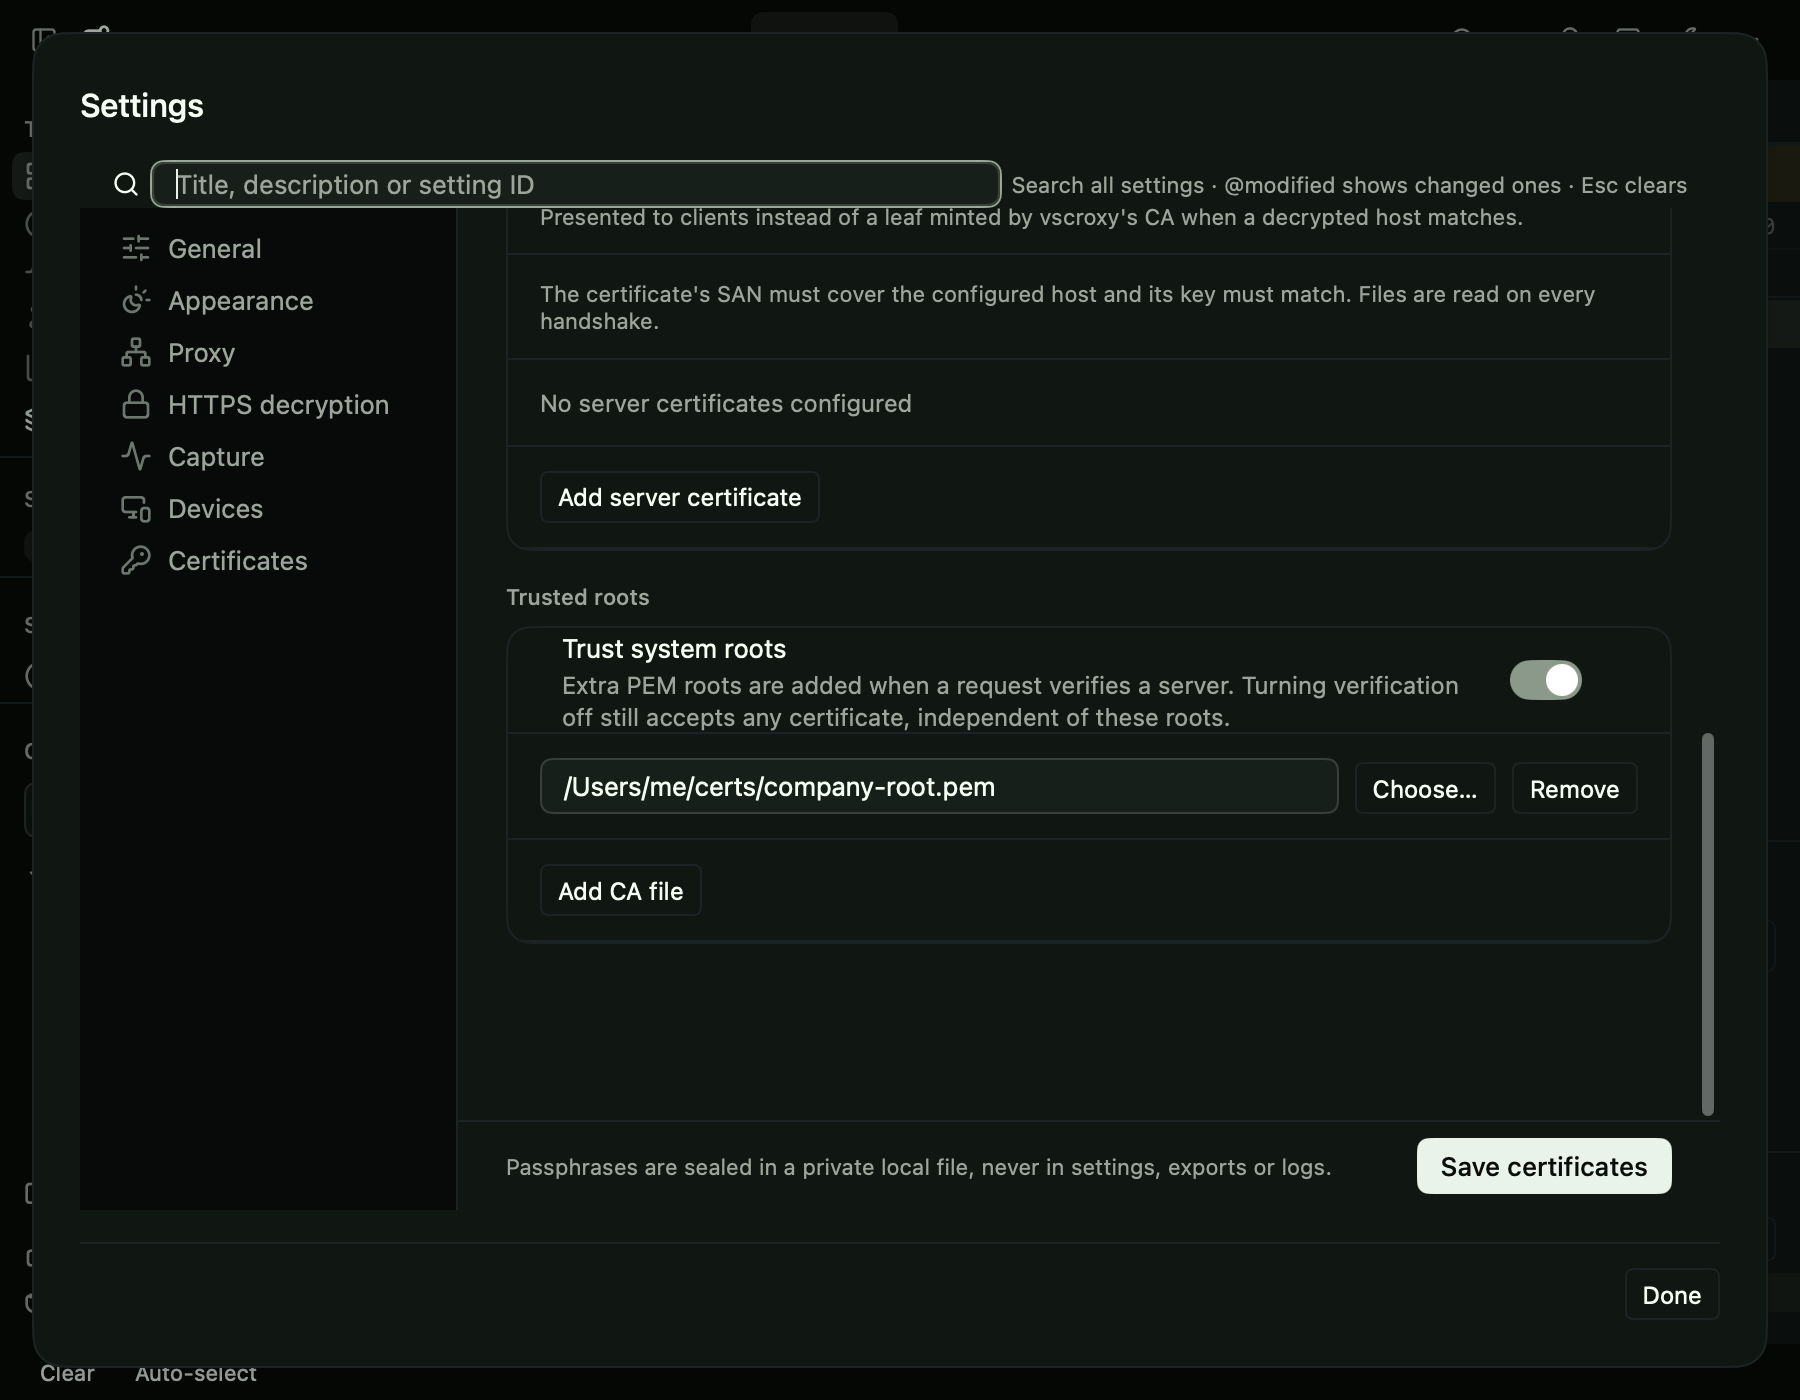 Settings
Title, description or setting ID
Search all settings · @modified shows changed ones · Esc clears
General
Appearance
Proxy
HTTPS decryption
Capture
Devices
Certificates
Presented to clients instead of a leaf minted by vscroxy's CA when a decrypted host matches.
The certificate's SAN must cover the configured host and its key must match. Files are read on every
handshake.
No server certificates configured
Add server certificate
Trusted roots
Trust system roots
Extra PEM roots are added when a request verifies a server. Turning verification
off still accepts any certificate, independent of these roots.
/Users/me/certs/company-root.pem
Choose...
Remove
Add CA file
Passphrases are sealed in a private local file, never in settings, exports or logs.
Save certificates
Done
Clear
Auto-select